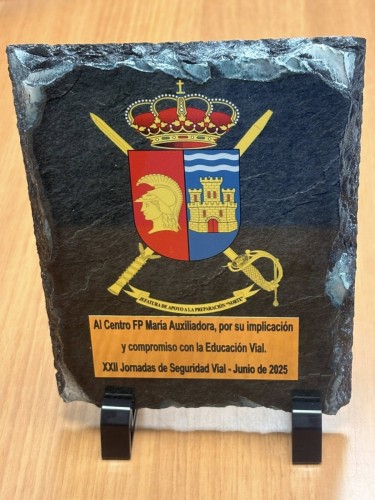 JEFATURA DE APOYO A LA PREPARACIÓN "NORTE"
Al Centro FP María Auxiliadora, por su implicación
y compromiso con la Educación Vial.
XXII Jornadas de Seguridad Vial - Junio de 2025